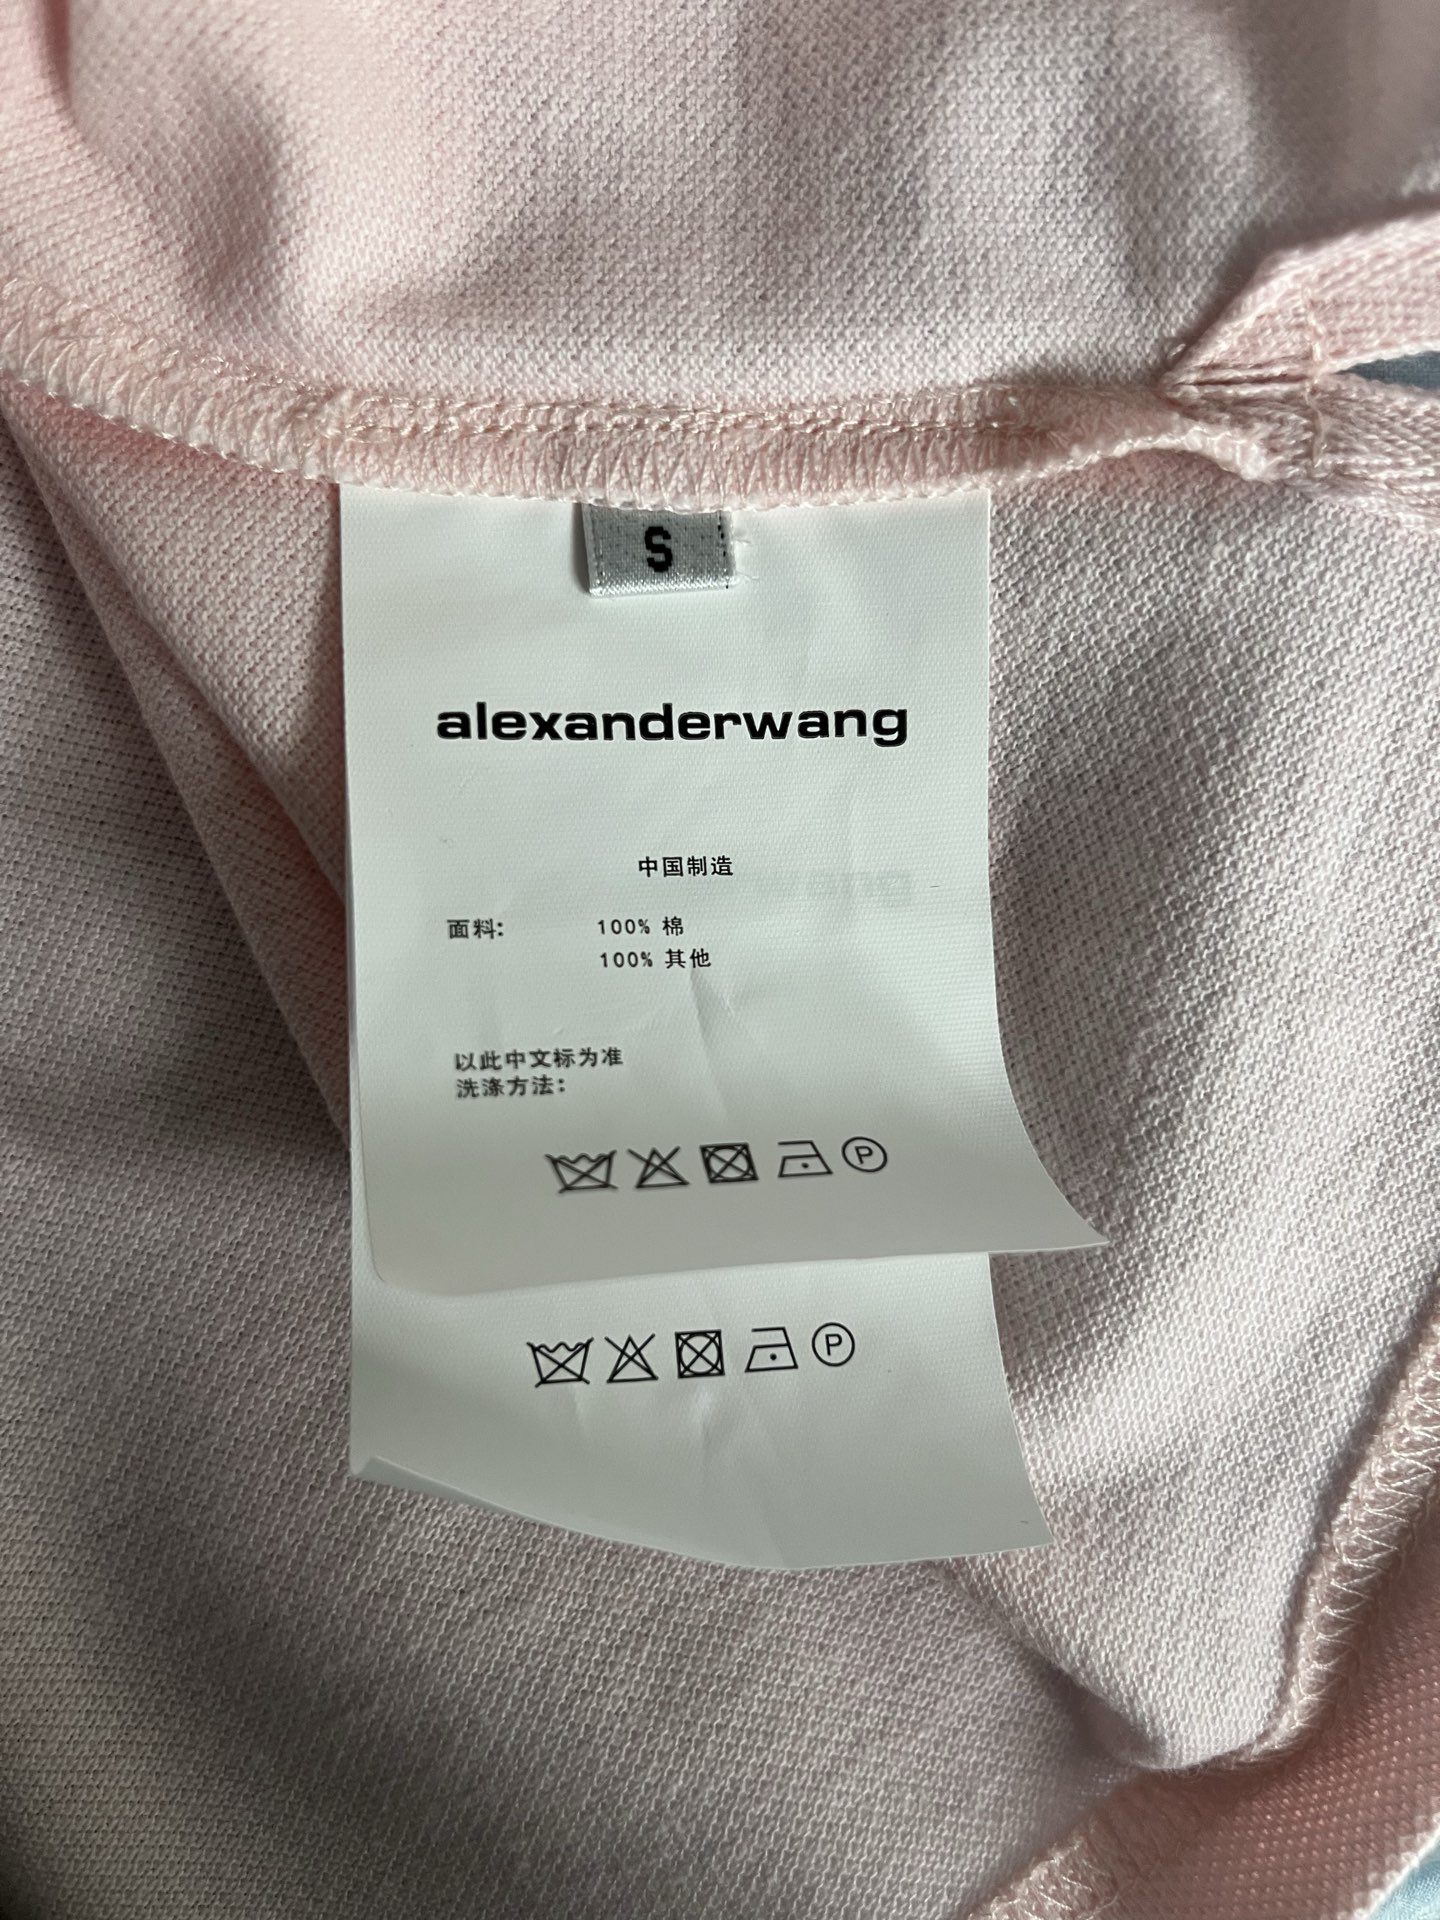 S
alexanderwang
中国制造
面料: 100% 棉
100% 其他
以此中文标为准
洗涤方法:
P
P